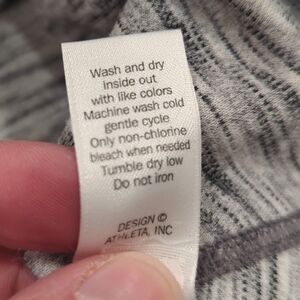 Wash and dry
inside out
with like colors
Machine wash cold
gentle cycle
Only non-chlorine
bleach when needed
Tumble dry low
Do not iron
DESIGN ©
ATHLETA, INC